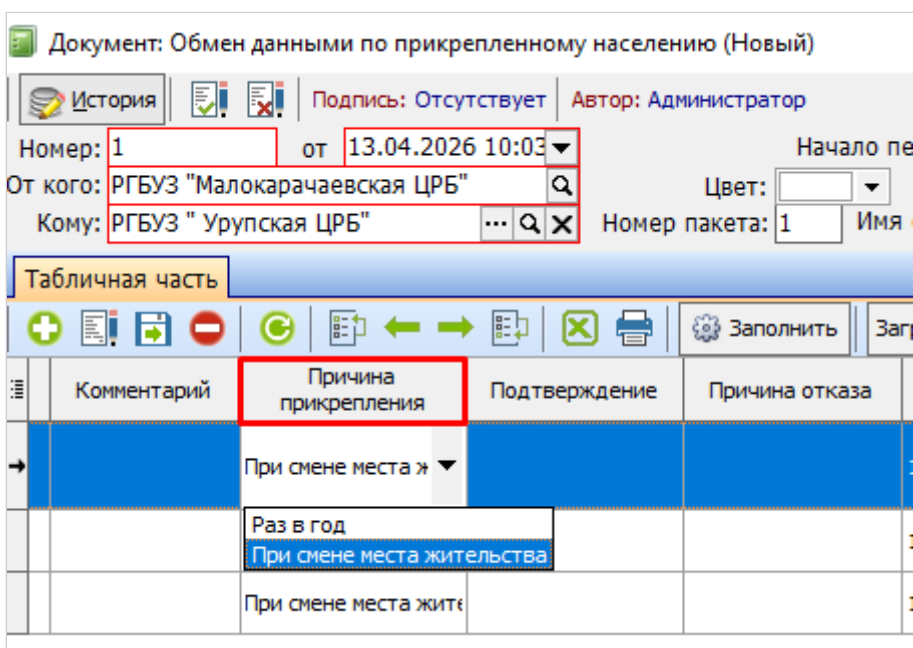 Документ: Обмен данными по прикрепленному населению (Новый)
История Подпись: Отсутствует Автор: Администратор
Номер: 1 от 13.04.2026 10:03 Начало пе
От кого: РГБУЗ "Малокарачаевская ЦРБ" Цвет:
Кому: РГБУЗ " Урупская ЦРБ" ... Номер пакета: 1 Имя
Табличная часть
Заполнить Заг
Комментарий Причина прикрепления Подтверждение Причина отказа
При смене места ж
Раз в год
При смене места жительства
При смене места жите